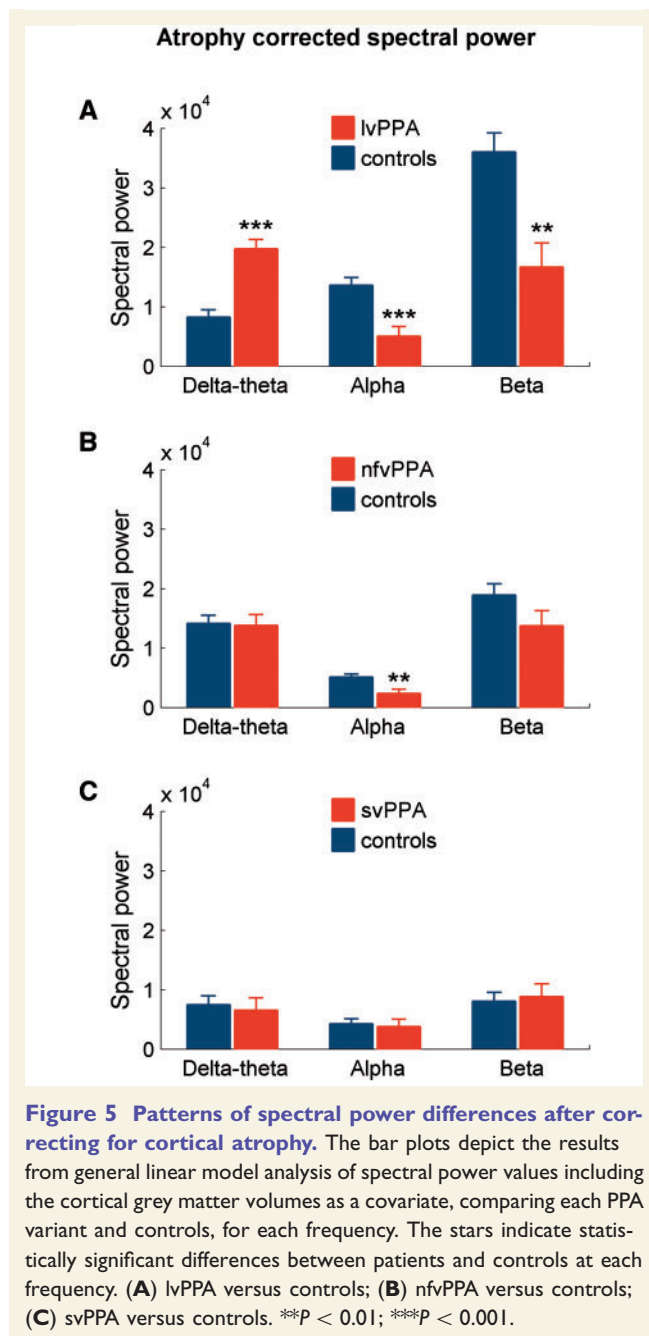 Atrophy corrected spectral power
A
x 10^4
4
3
2
1
0
Spectral power
lvPPA
controls
***
***
**
Delta-theta
Alpha
Beta
B
x 10^4
4
3
2
1
0
Spectral power
nfvPPA
controls
**
Delta-theta
Alpha
Beta
C
x 10^4
4
3
2
1
0
Spectral power
svPPA
controls
Delta-theta
Alpha
Beta
Figure 5 Patterns of spectral power differences after cor-
recting for cortical atrophy. The bar plots depict the results
from general linear model analysis of spectral power values including
the cortical grey matter volumes as a covariate, comparing each PPA
variant and controls, for each frequency. The stars indicate statis-
tically significant differences between patients and controls at each
frequency. (A) lvPPA versus controls; (B) nfvPPA versus controls;
(C) svPPA versus controls. **P < 0.01; ***P < 0.001.